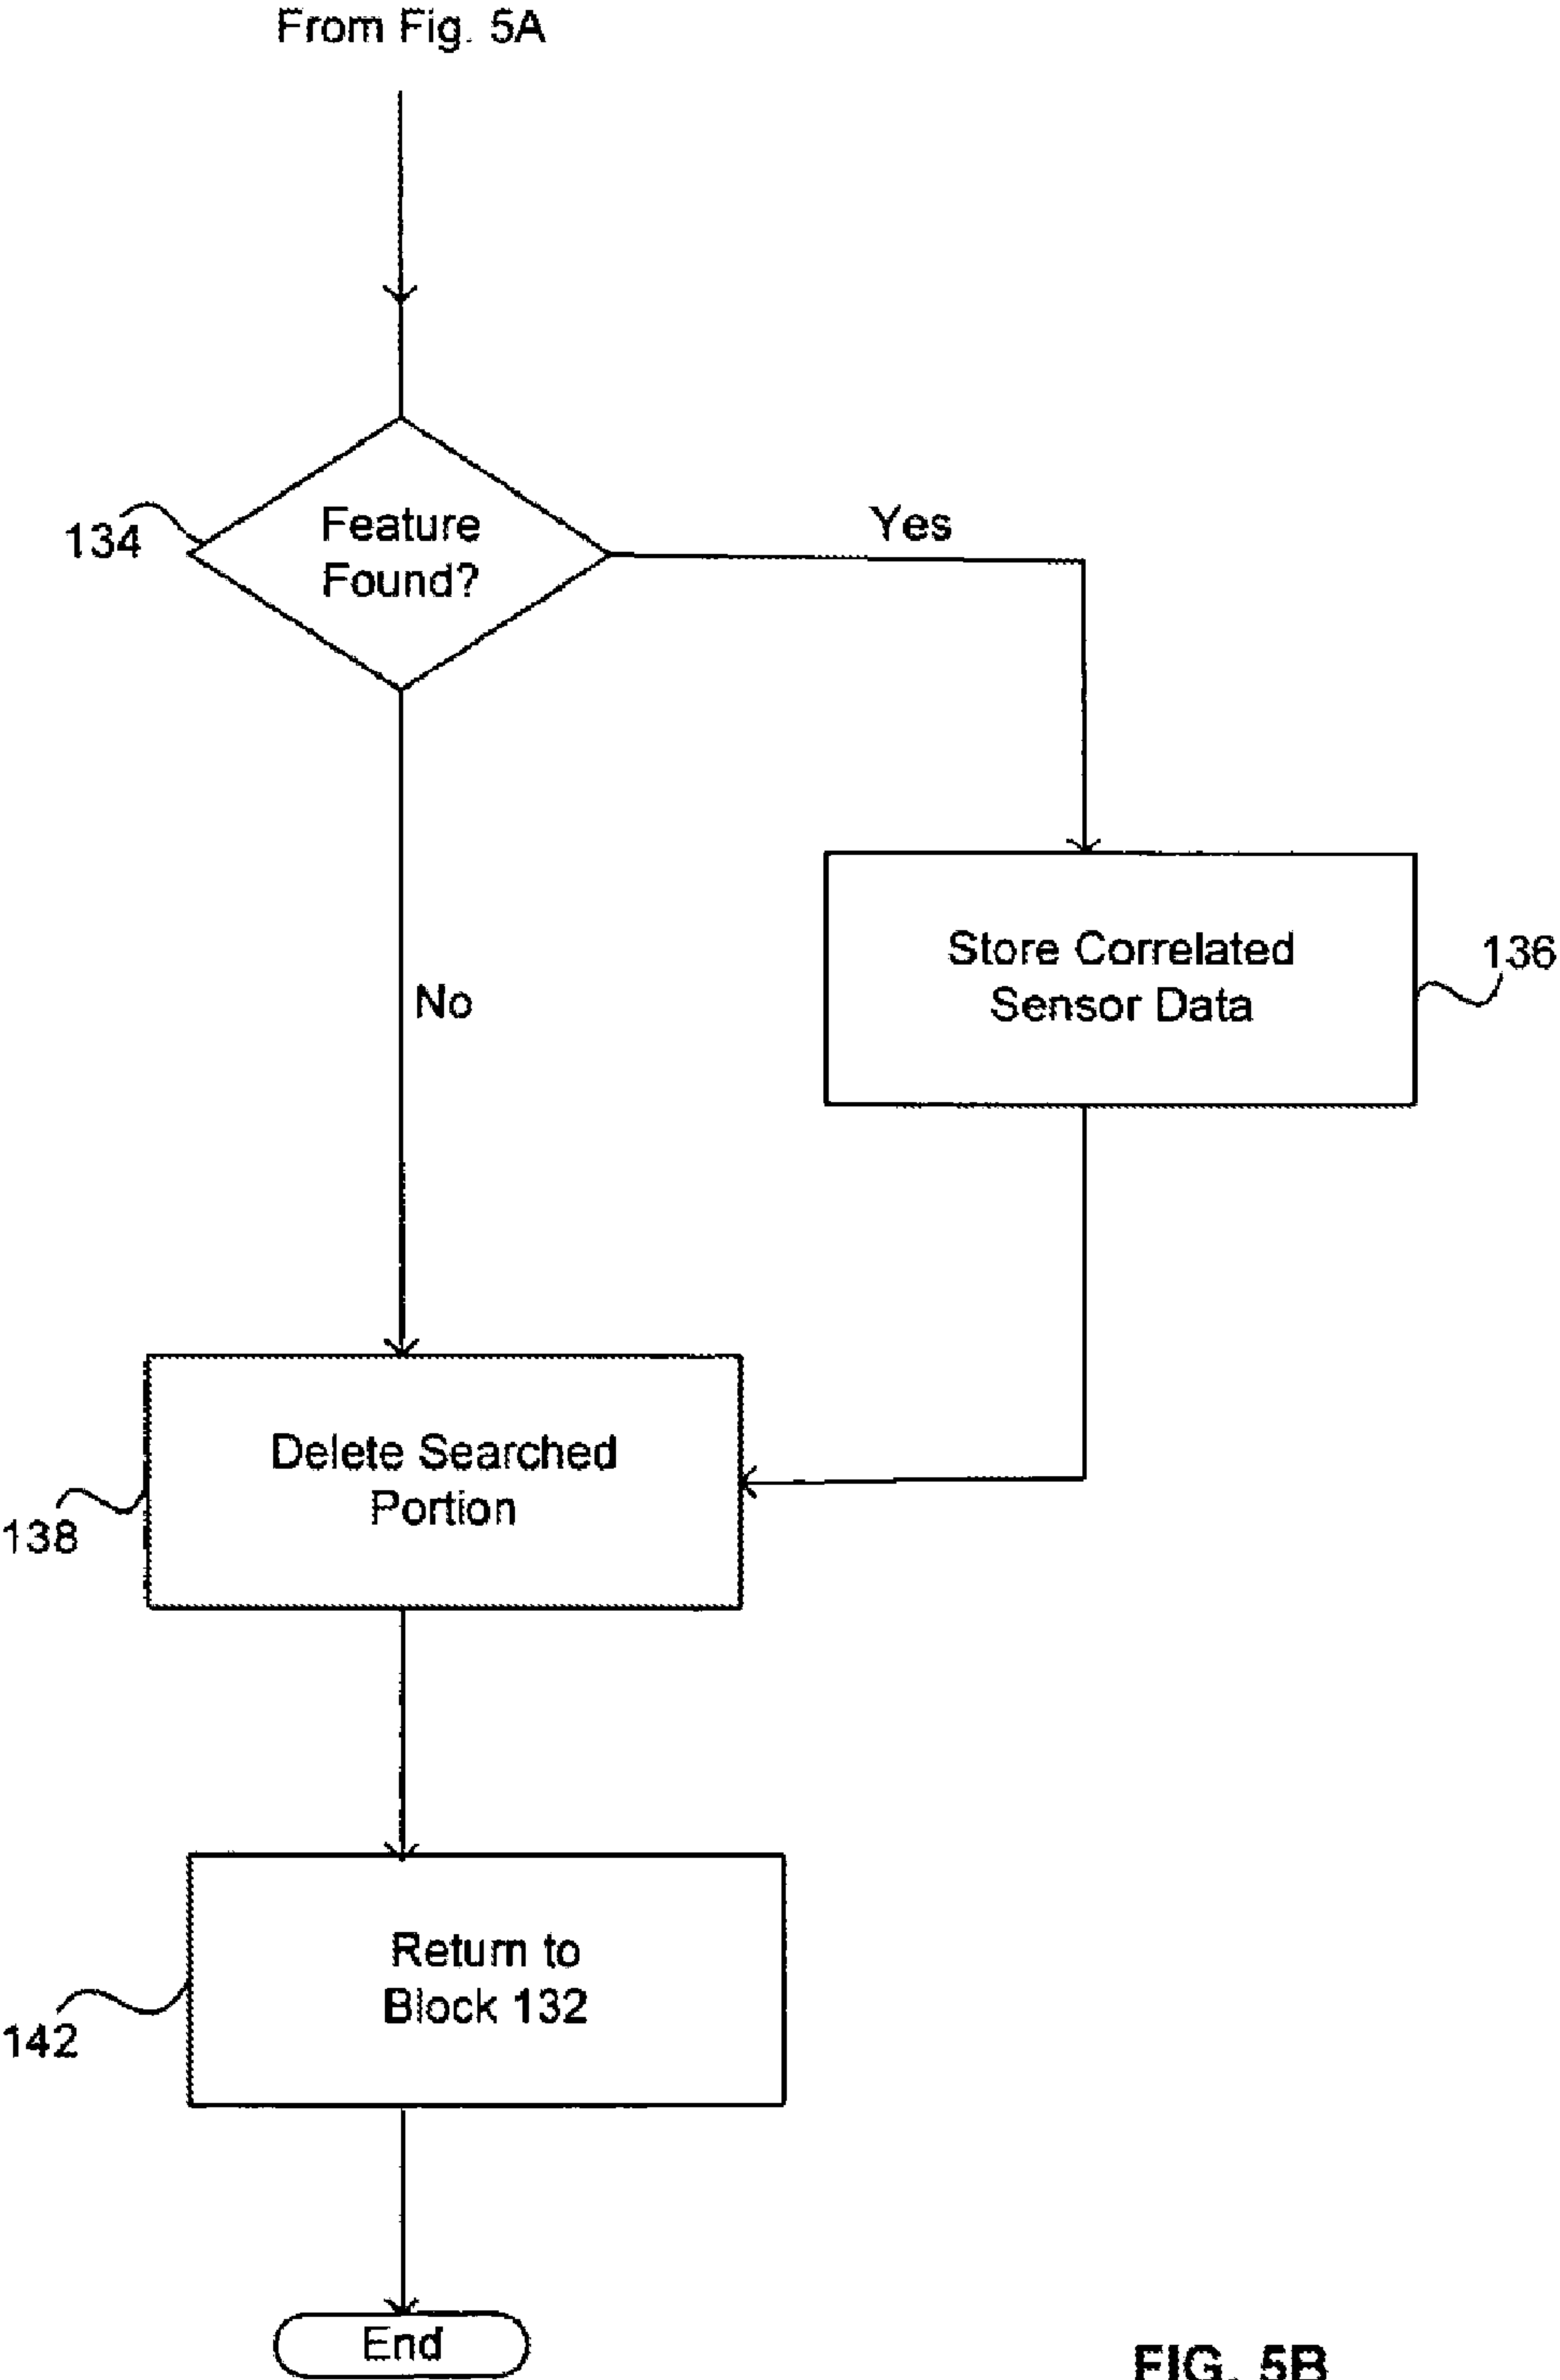 From Fig. 5A
134
Feature
Found?
Yes
No
Store Correlated
Sensor Data
136
Delete Searched
Portion
138
Return to
Block 132
142
End
FIG. 5B